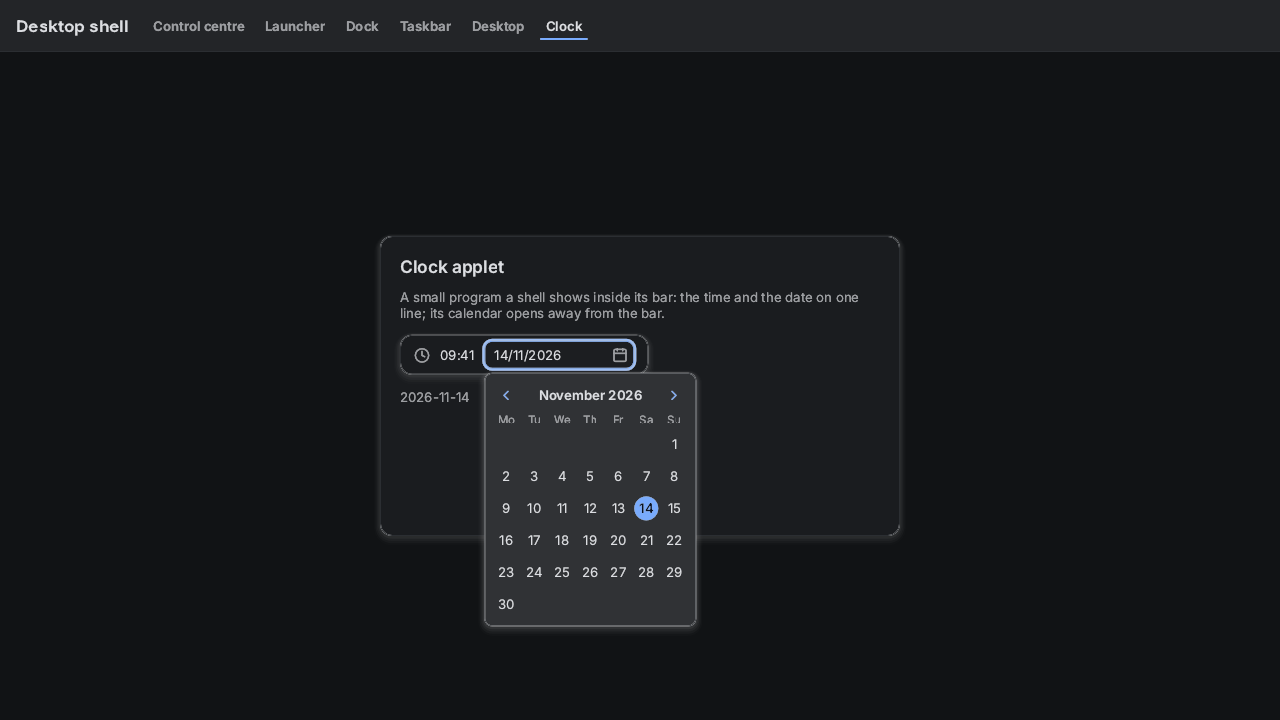 Desktop shell Control centre Launcher Dock Taskbar Desktop Clock
Clock applet
A small program a shell shows inside its bar: the time and the date on one
line; its calendar opens away from the bar.
09:41 14/11/2026
2026-11-14
November 2026
Mo Tu We Th Fr Sa Su
1
2 3 4 5 6 7 8
9 10 11 12 13 14 15
16 17 18 19 20 21 22
23 24 25 26 27 28 29
30